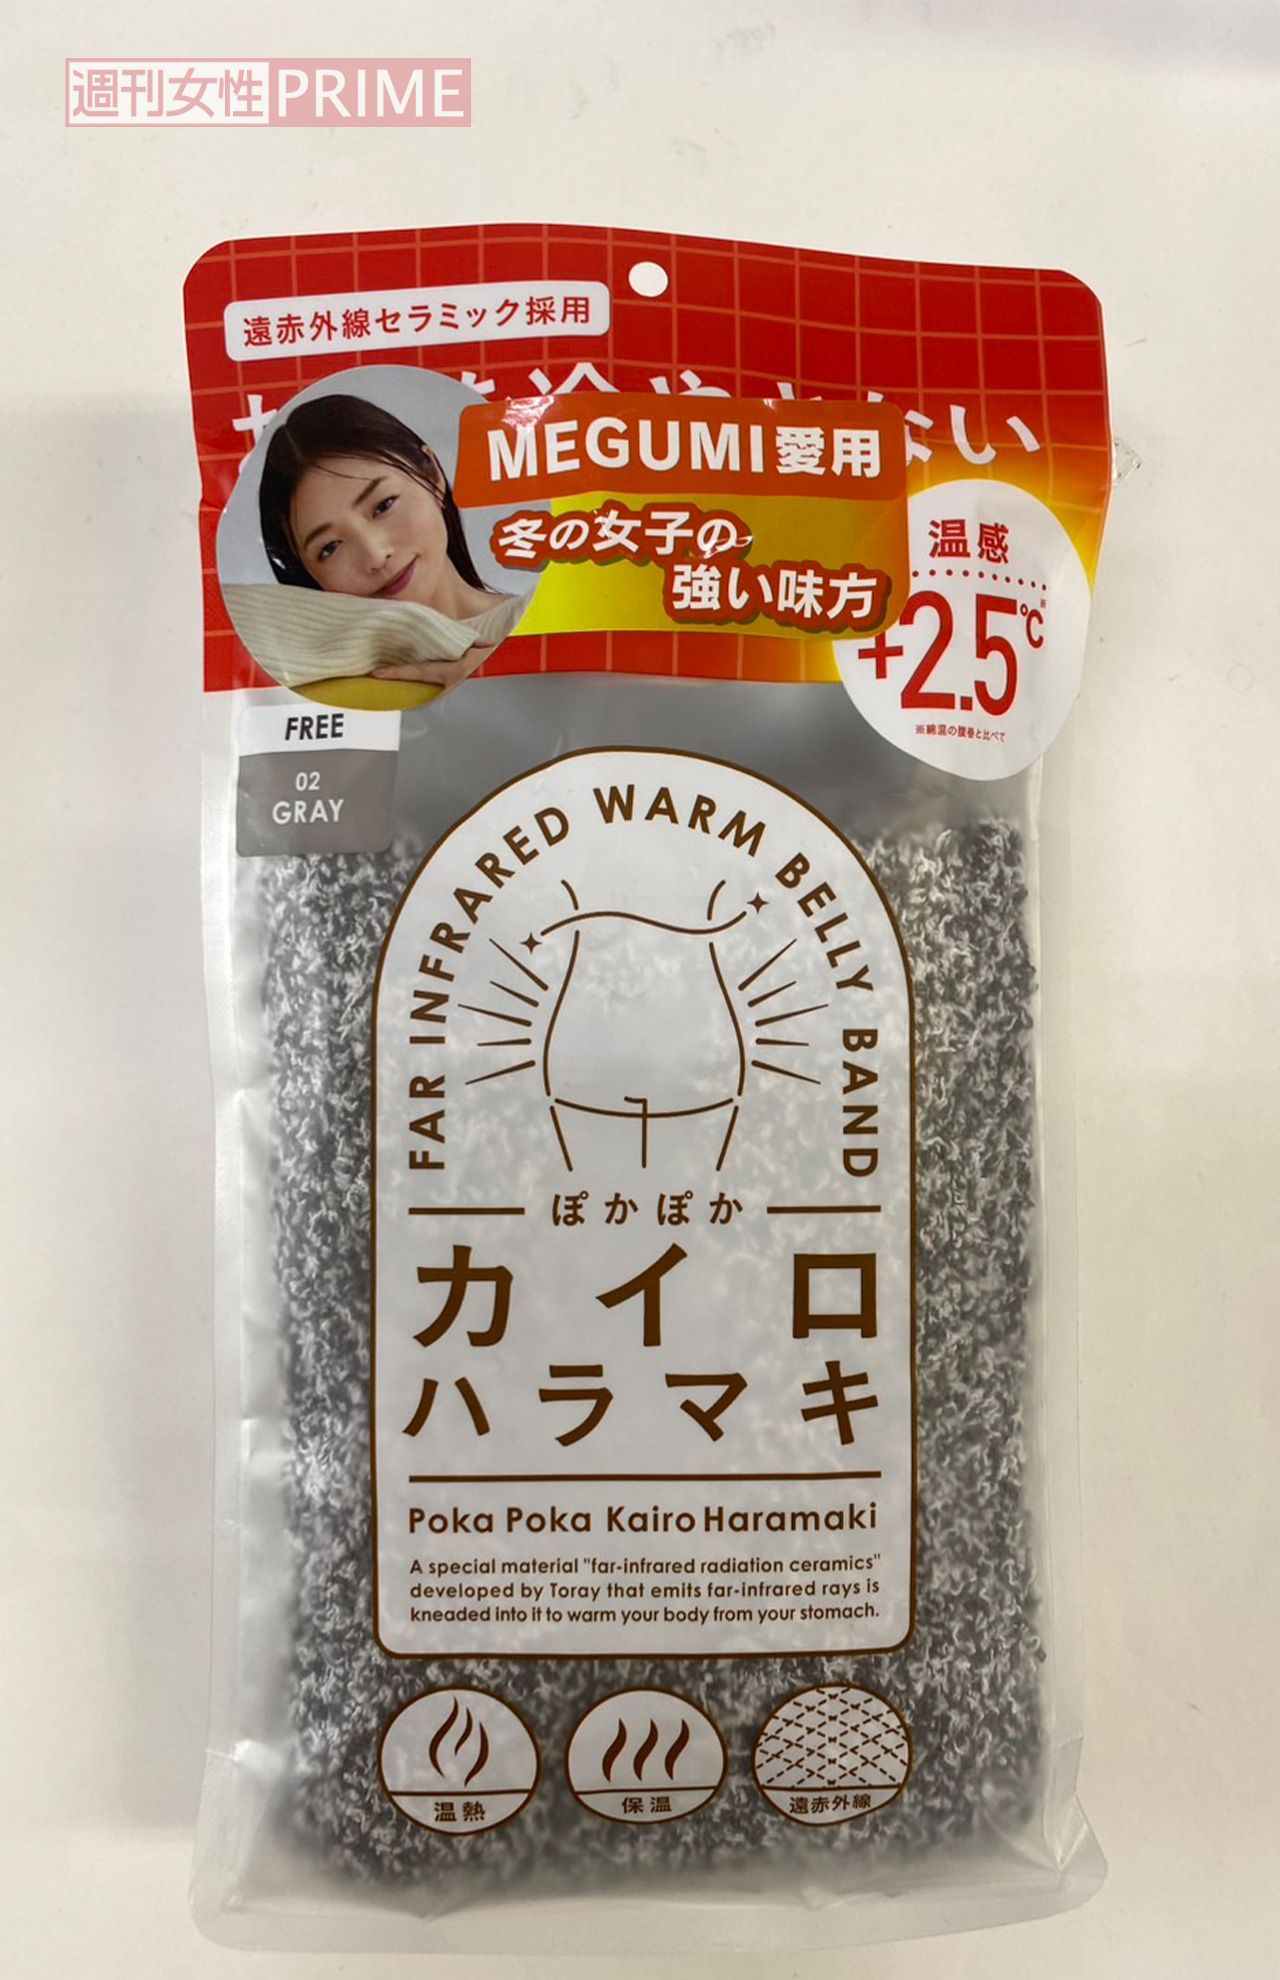 週刊女性PRIME
遠赤外線セラミック採用
冷やさない
MEGUMI愛用
冬の女子の
強い味方
温感
+2.5℃※
※綿混の腹巻と比べて
FREE
02
GRAY
FAR INFRARED WARM BELLY BAND
ぽかぽか
カイロ
ハラマキ
Poka Poka Kairo Haramaki
A special material "far-infrared radiation ceramics"
developed by Toray that emits far-infrared rays is
kneaded into it to warm your body from your stomach.
温熱
保温
遠赤外線